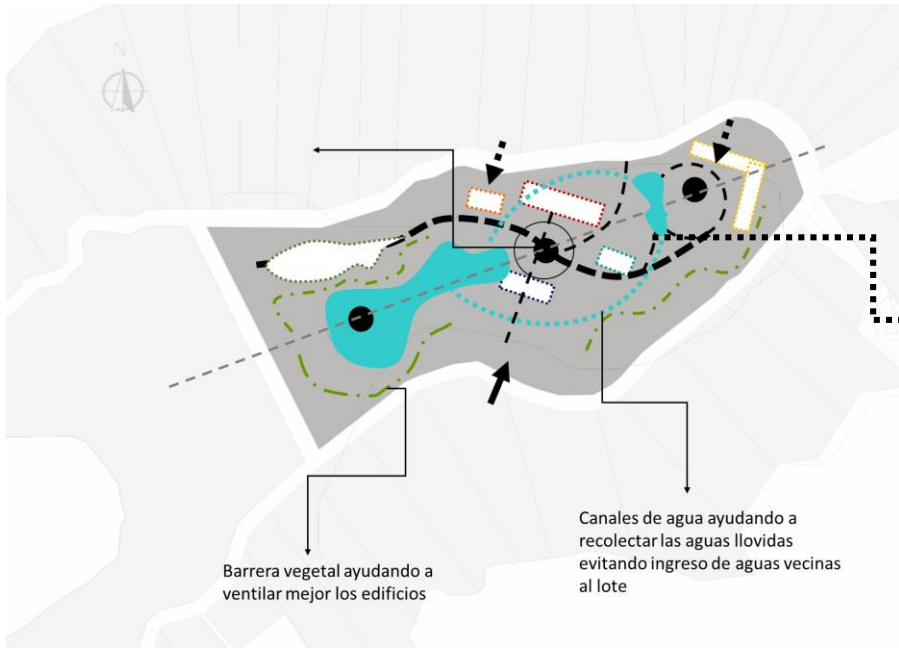 N
Barrera vegetal ayudando a
ventilar mejor los edificios
Canales de agua ayudando a
recolectar las aguas llovidas
evitando ingreso de aguas vecinas
al lote